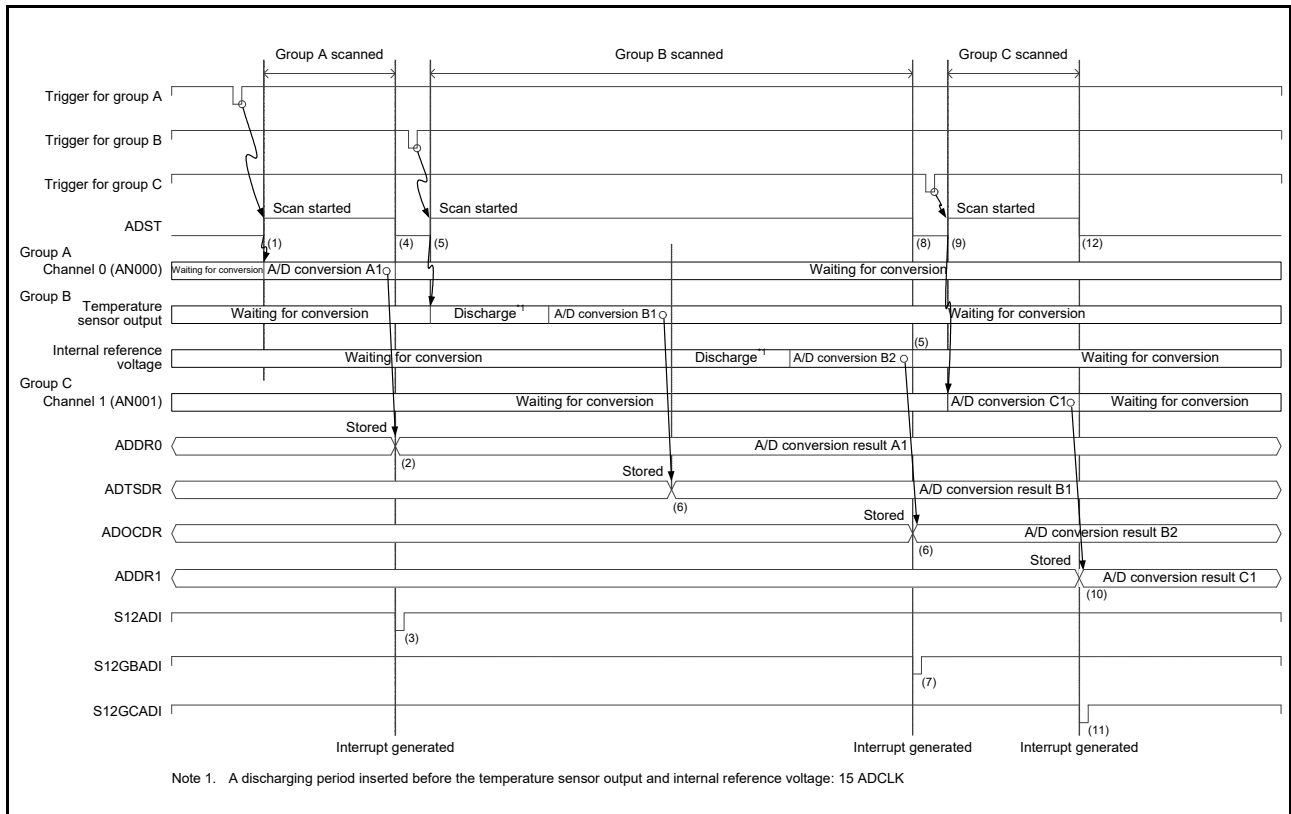 Group A scanned Group B scanned Group C scanned
Trigger for group A
Trigger for group B
Trigger for group C
Scan started Scan started Scan started
ADST
(1) (4) (5) (8) (9) (12)
Group A
Channel 0 (AN000) Waiting for conversion A/D conversion A1 Waiting for conversion
Group B
Temperature sensor output Waiting for conversion Discharge*1 A/D conversion B1 Waiting for conversion
(5)
Internal reference voltage Waiting for conversion Discharge*1 A/D conversion B2 Waiting for conversion
Group C
Channel 1 (AN001) Waiting for conversion A/D conversion C1 Waiting for conversion
Stored
ADDR0 A/D conversion result A1
(2)
Stored
ADTSDR A/D conversion result B1
(6)
Stored
ADOCDR A/D conversion result B2
(6)
Stored
ADDR1 A/D conversion result C1
(10)
S12ADI
(3)
S12GBADI
(7)
S12GCADI
(11)
Interrupt generated Interrupt generated Interrupt generated
Note 1. A discharging period inserted before the temperature sensor output and internal reference voltage: 15 ADCLK